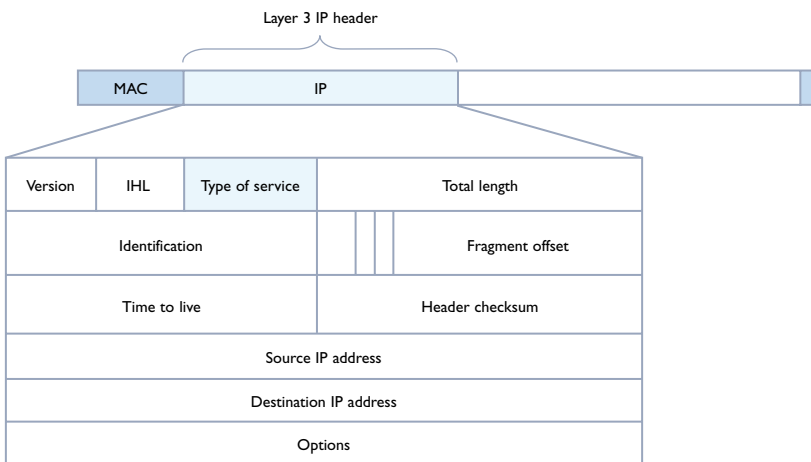 Layer 3 IP header
MAC
IP
Version
IHL
Type of service
Total length
Identification
Fragment offset
Time to live
Header checksum
Source IP address
Destination IP address
Options